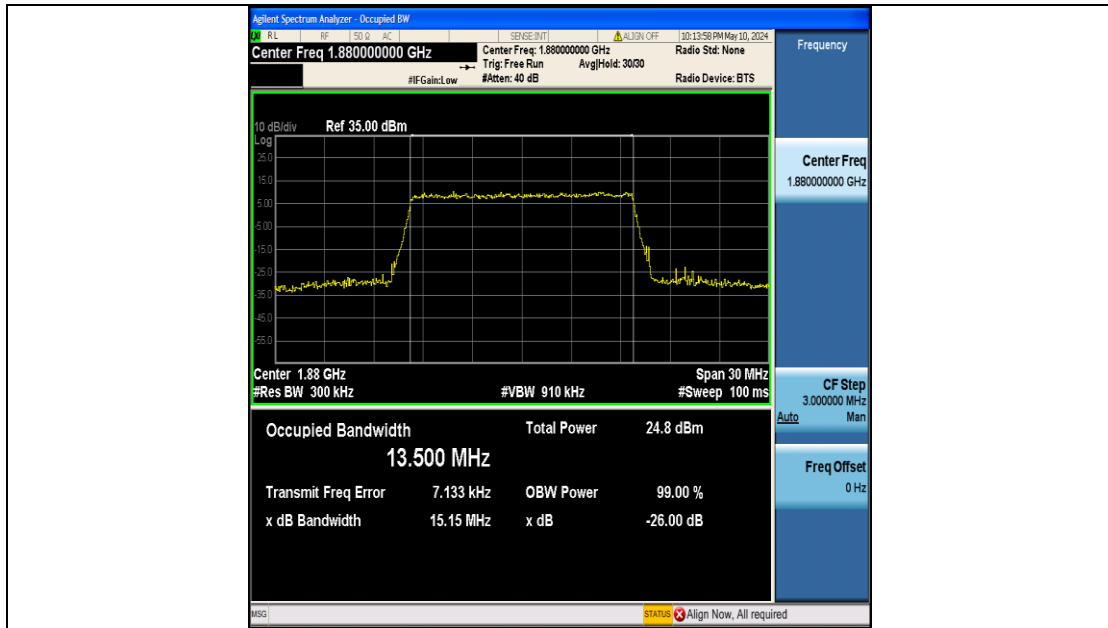 Agilent Spectrum Analyzer - Occupied BW
RL RF 50 Ω AC SENSE:INT ALIGN OFF 10:13:58 PM May 10, 2024
Center Freq 1.880000000 GHz
Center Freq: 1.880000000 GHz Radio Std: None
Trig: Free Run Avg|Hold: 30/30
#IFGain:Low #Atten: 40 dB Radio Device: BTS
Frequency
10 dB/div Ref 35.00 dBm
Log
25.0
15.0
5.00
-5.00
-15.0
-25.0
-35.0
-45.0
-55.0
Center 1.88 GHz Span 30 MHz
#Res BW 300 kHz #VBW 910 kHz #Sweep 100 ms
Center Freq
1.880000000 GHz
CF Step
3.000000 MHz
Auto Man
Freq Offset
0 Hz
Occupied Bandwidth Total Power 24.8 dBm
13.500 MHz
Transmit Freq Error 7.133 kHz OBW Power 99.00 %
x dB Bandwidth 15.15 MHz x dB -26.00 dB
MSG STATUS Align Now, All required